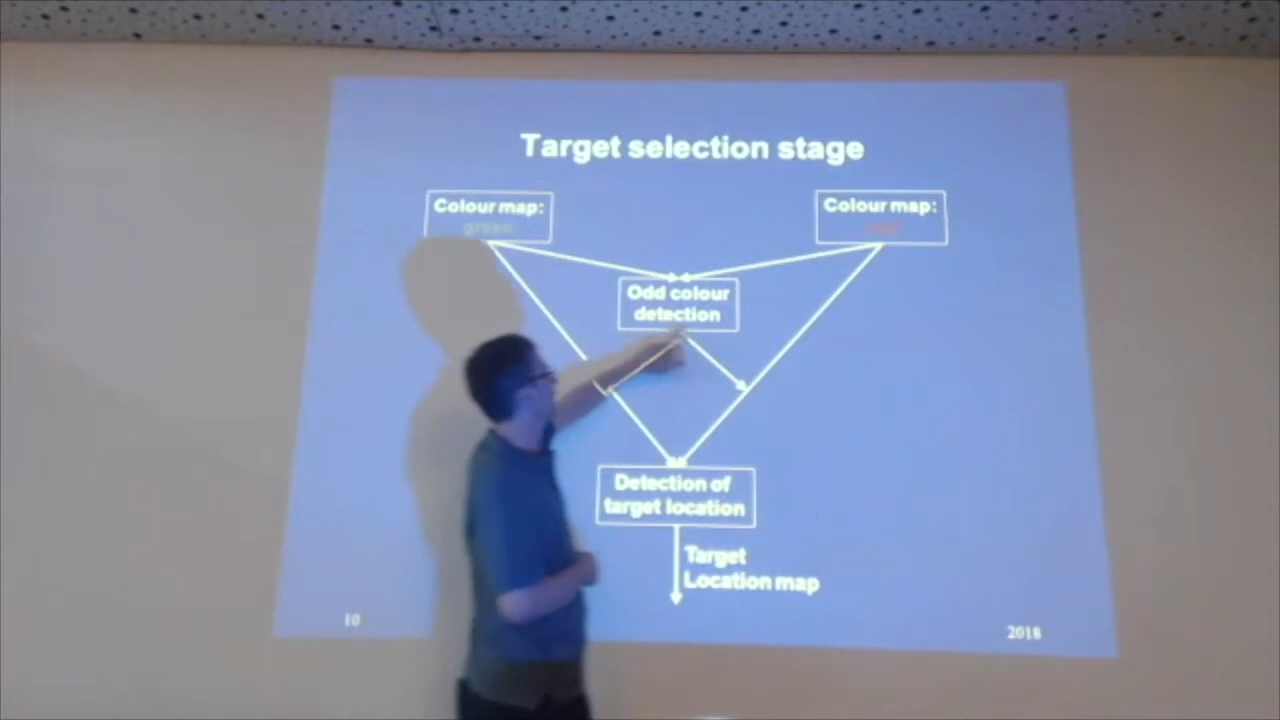 Target selection stage
Colour map:
green
Colour map:
red
Odd colour
detection
Detection of
target location
Target
Location map
10
2018